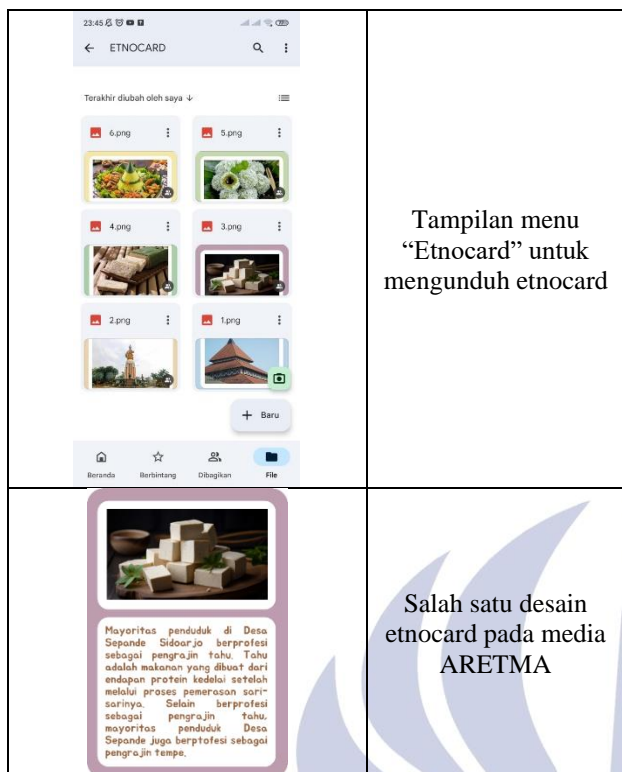 23:45
ETNOCARD
Terakhir diubah oleh saya ↓
6.png
5.png
4.png
3.png
2.png
1.png
+ Baru
Beranda
Berbintang
Dibagikan
File
Tampilan menu
“Etnocard” untuk
mengunduh etnocard
Mayoritas penduduk di Desa
Sepande Sidoarjo berprofesi
sebagai pengrajin tahu. Tahu
adalah makanan yang dibuat dari
endapan protein kedelai setelah
melalui proses pemerasan sari-
sarinya. Selain berprofesi
sebagai pengrajin tahu,
mayoritas penduduk Desa
Sepande juga berptofesi sebagai
pengrajin tempe.
Salah satu desain
etnocard pada media
ARETMA